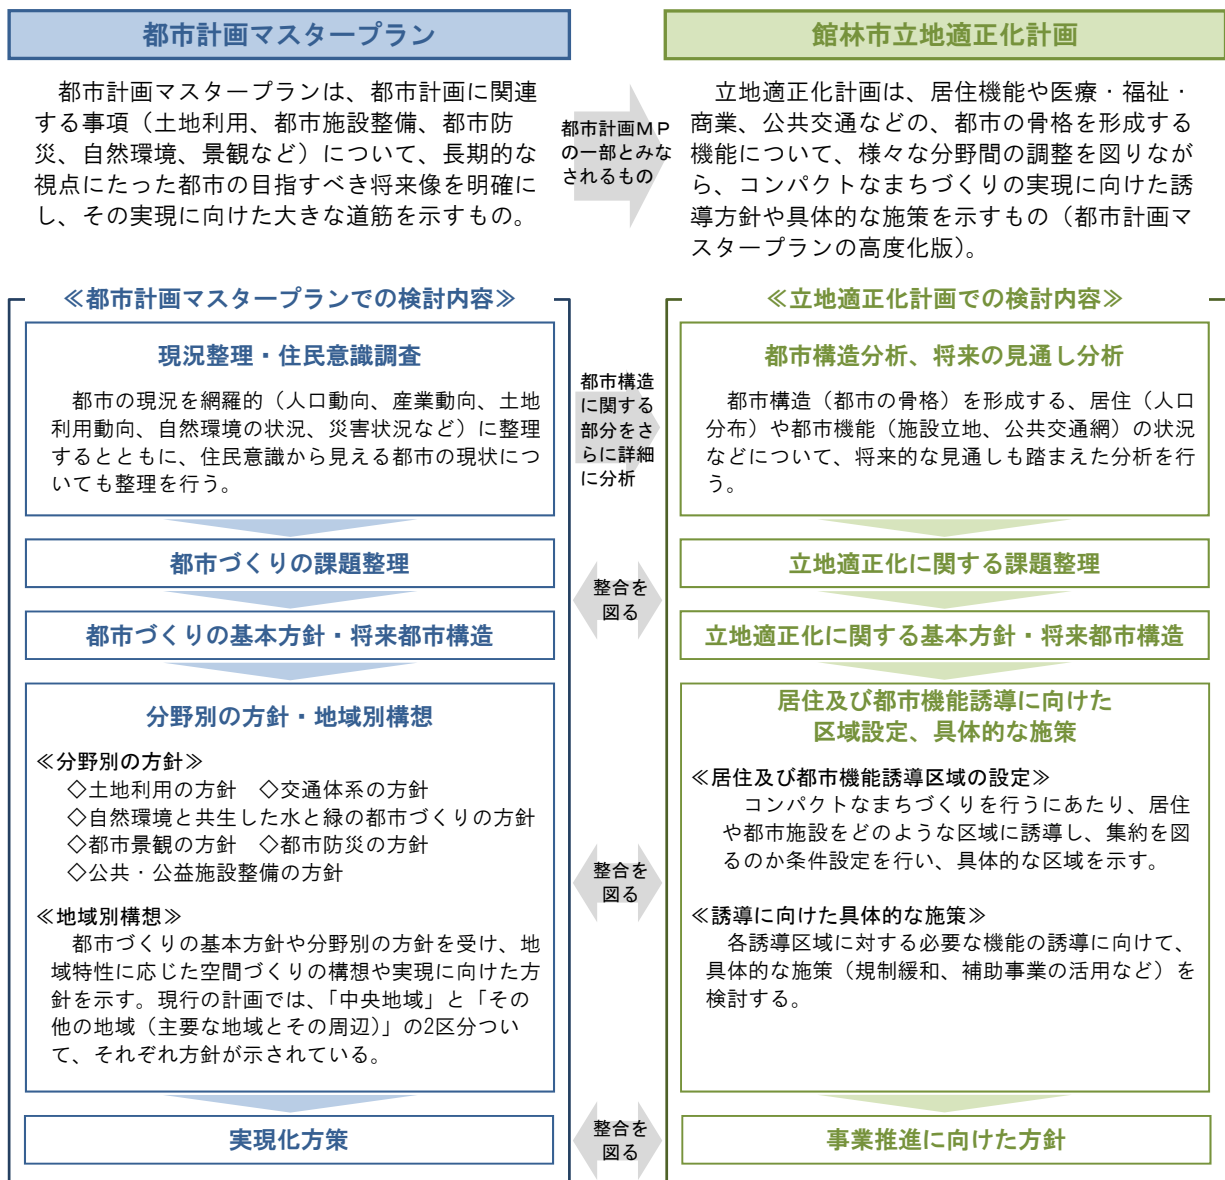 都市計画マスタープラン
都市計画マスタープランは、都市計画に関連
する事項（土地利用、都市施設整備、都市防
災、自然環境、景観など）について、長期的な
視点にたった都市の目指すべき将来像を明確に
し、その実現に向けた大きな道筋を示すもの。
都市計画ＭＰ
の一部とみな
されるもの
館林市立地適正化計画
立地適正化計画は、居住機能や医療・福祉・
商業、公共交通などの、都市の骨格を形成する
機能について、様々な分野間の調整を図りなが
ら、コンパクトなまちづくりの実現に向けた誘
導方針や具体的な施策を示すもの（都市計画マ
スタープランの高度化版）。
≪都市計画マスタープランでの検討内容≫
現況整理・住民意識調査
都市の現況を網羅的（人口動向、産業動向、土地
利用動向、自然環境の状況、災害状況など）に整理
するとともに、住民意識から見える都市の現状につ
いても整理を行う。
都市づくりの課題整理
都市づくりの基本方針・将来都市構造
分野別の方針・地域別構想
≪分野別の方針≫
◇土地利用の方針　◇交通体系の方針
◇自然環境と共生した水と緑の都市づくりの方針
◇都市景観の方針　◇都市防災の方針
◇公共・公益施設整備の方針
≪地域別構想≫
都市づくりの基本方針や分野別の方針を受け、地
域特性に応じた空間づくりの構想や実現に向けた方
針を示す。現行の計画では、「中央地域」と「その
他の地域（主要な地域とその周辺）」の2区分つい
て、それぞれ方針が示されている。
実現化方策
都市構造
に関する
部分をさ
らに詳細
に分析
整合を
図る
整合を
図る
整合を
図る
≪立地適正化計画での検討内容≫
都市構造分析、将来の見通し分析
都市構造（都市の骨格）を形成する、居住（人口
分布）や都市機能（施設立地、公共交通網）の状況
などについて、将来的な見通しも踏まえた分析を行
う。
立地適正化に関する課題整理
立地適正化に関する基本方針・将来都市構造
居住及び都市機能誘導に向けた
区域設定、具体的な施策
≪居住及び都市機能誘導区域の設定≫
コンパクトなまちづくりを行うにあたり、居住
や都市施設をどのような区域に誘導し、集約を図
るのか条件設定を行い、具体的な区域を示す。
≪誘導に向けた具体的な施策≫
各誘導区域に対する必要な機能の誘導に向けて、
具体的な施策（規制緩和、補助事業の活用など）を
検討する。
事業推進に向けた方針